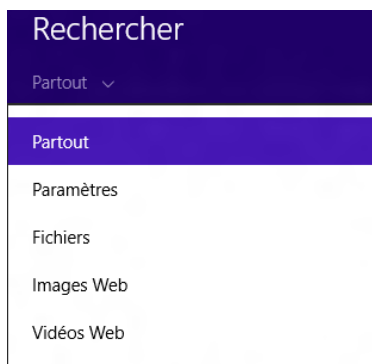 Rechercher
Partout
Partout
Paramètres
Fichiers
Images Web
Vidéos Web